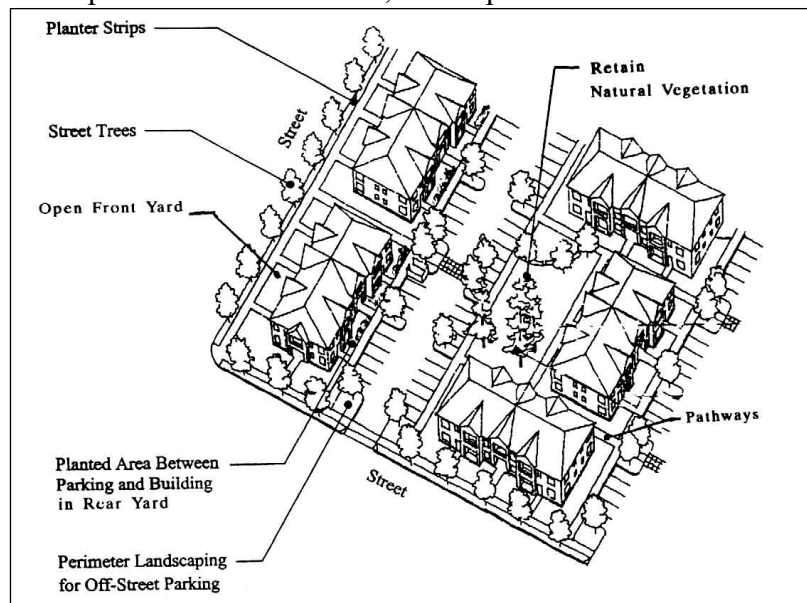 Planter Strips
Street
Street Trees
Open Front Yard
Retain
Natural Vegetation
Pathways
Planted Area Between
Parking and Building
in Rear Yard
Street
Perimeter Landscaping
for Off-Street Parking